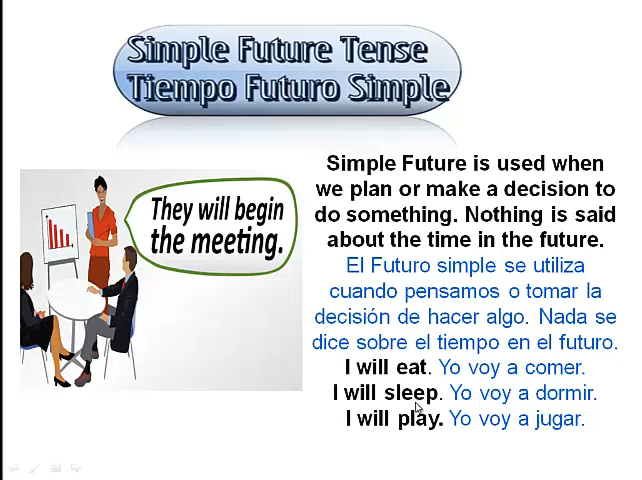 Simple Future Tense
Tiempo Futuro Simple
They will begin
the meeting.
Simple Future is used when
we plan or make a decision to
do something. Nothing is said
about the time in the future.
El Futuro simple se utiliza
cuando pensamos o tomar la
decisión de hacer algo. Nada se
dice sobre el tiempo en el futuro.
I will eat. Yo voy a comer.
I will sleep. Yo voy a dormir.
I will play. Yo voy a jugar.